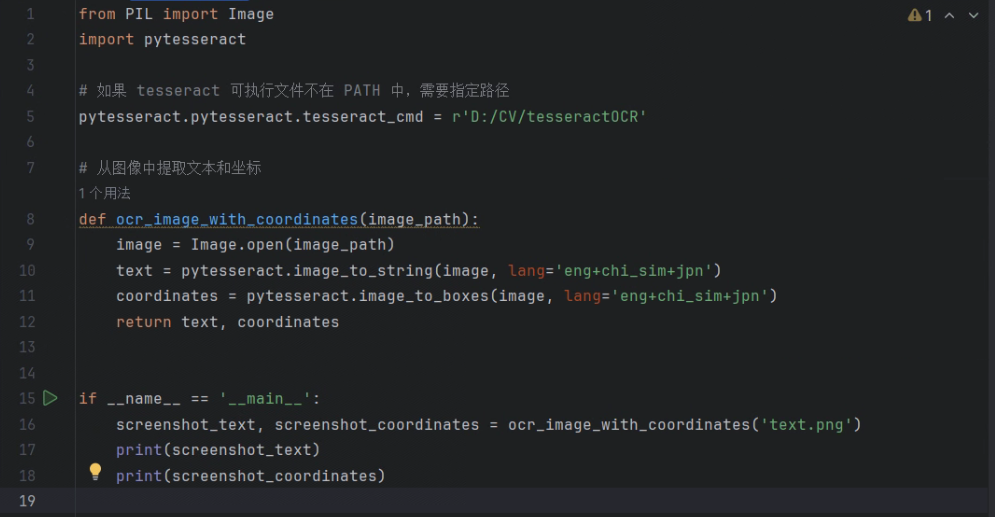 1 from PIL import Image
2 import pytesseract
3
4 # 如果 tesseract 可执行文件不在 PATH 中，需要指定路径
5 pytesseract.pytesseract.tesseract_cmd = r'D:/CV/tesseractOCR'
6
7 # 从图像中提取文本和坐标
1 个用法
8 def ocr_image_with_coordinates(image_path):
9     image = Image.open(image_path)
10     text = pytesseract.image_to_string(image, lang='eng+chi_sim+jpn')
11     coordinates = pytesseract.image_to_boxes(image, lang='eng+chi_sim+jpn')
12     return text, coordinates
13
14
15 if __name__ == '__main__':
16     screenshot_text, screenshot_coordinates = ocr_image_with_coordinates('text.png')
17     print(screenshot_text)
18     print(screenshot_coordinates)
19
1